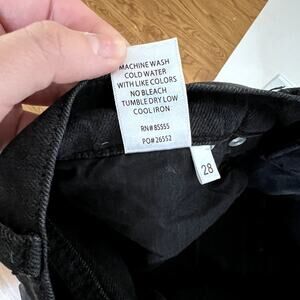 MACHINE WASH
COLD WATER
WITH LIKE COLORS
NO BLEACH
TUMBLE DRY LOW
COOL IRON
RN# 85555
PO# 26552
28